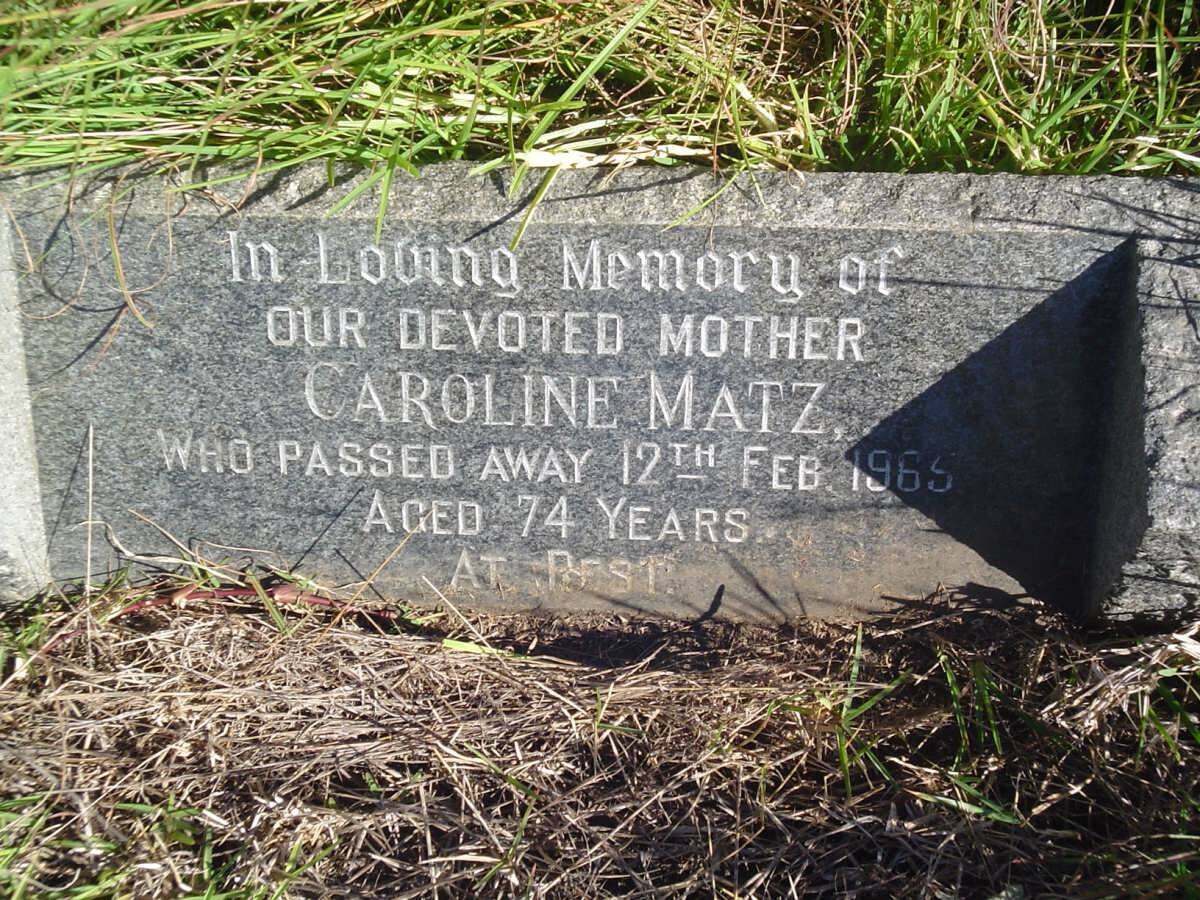 In Loving Memory of
OUR DEVOTED MOTHER
CAROLINE MATZ,
WHO PASSED AWAY 12TH FEB. 1963
AGED 74 YEARS.
AT REST